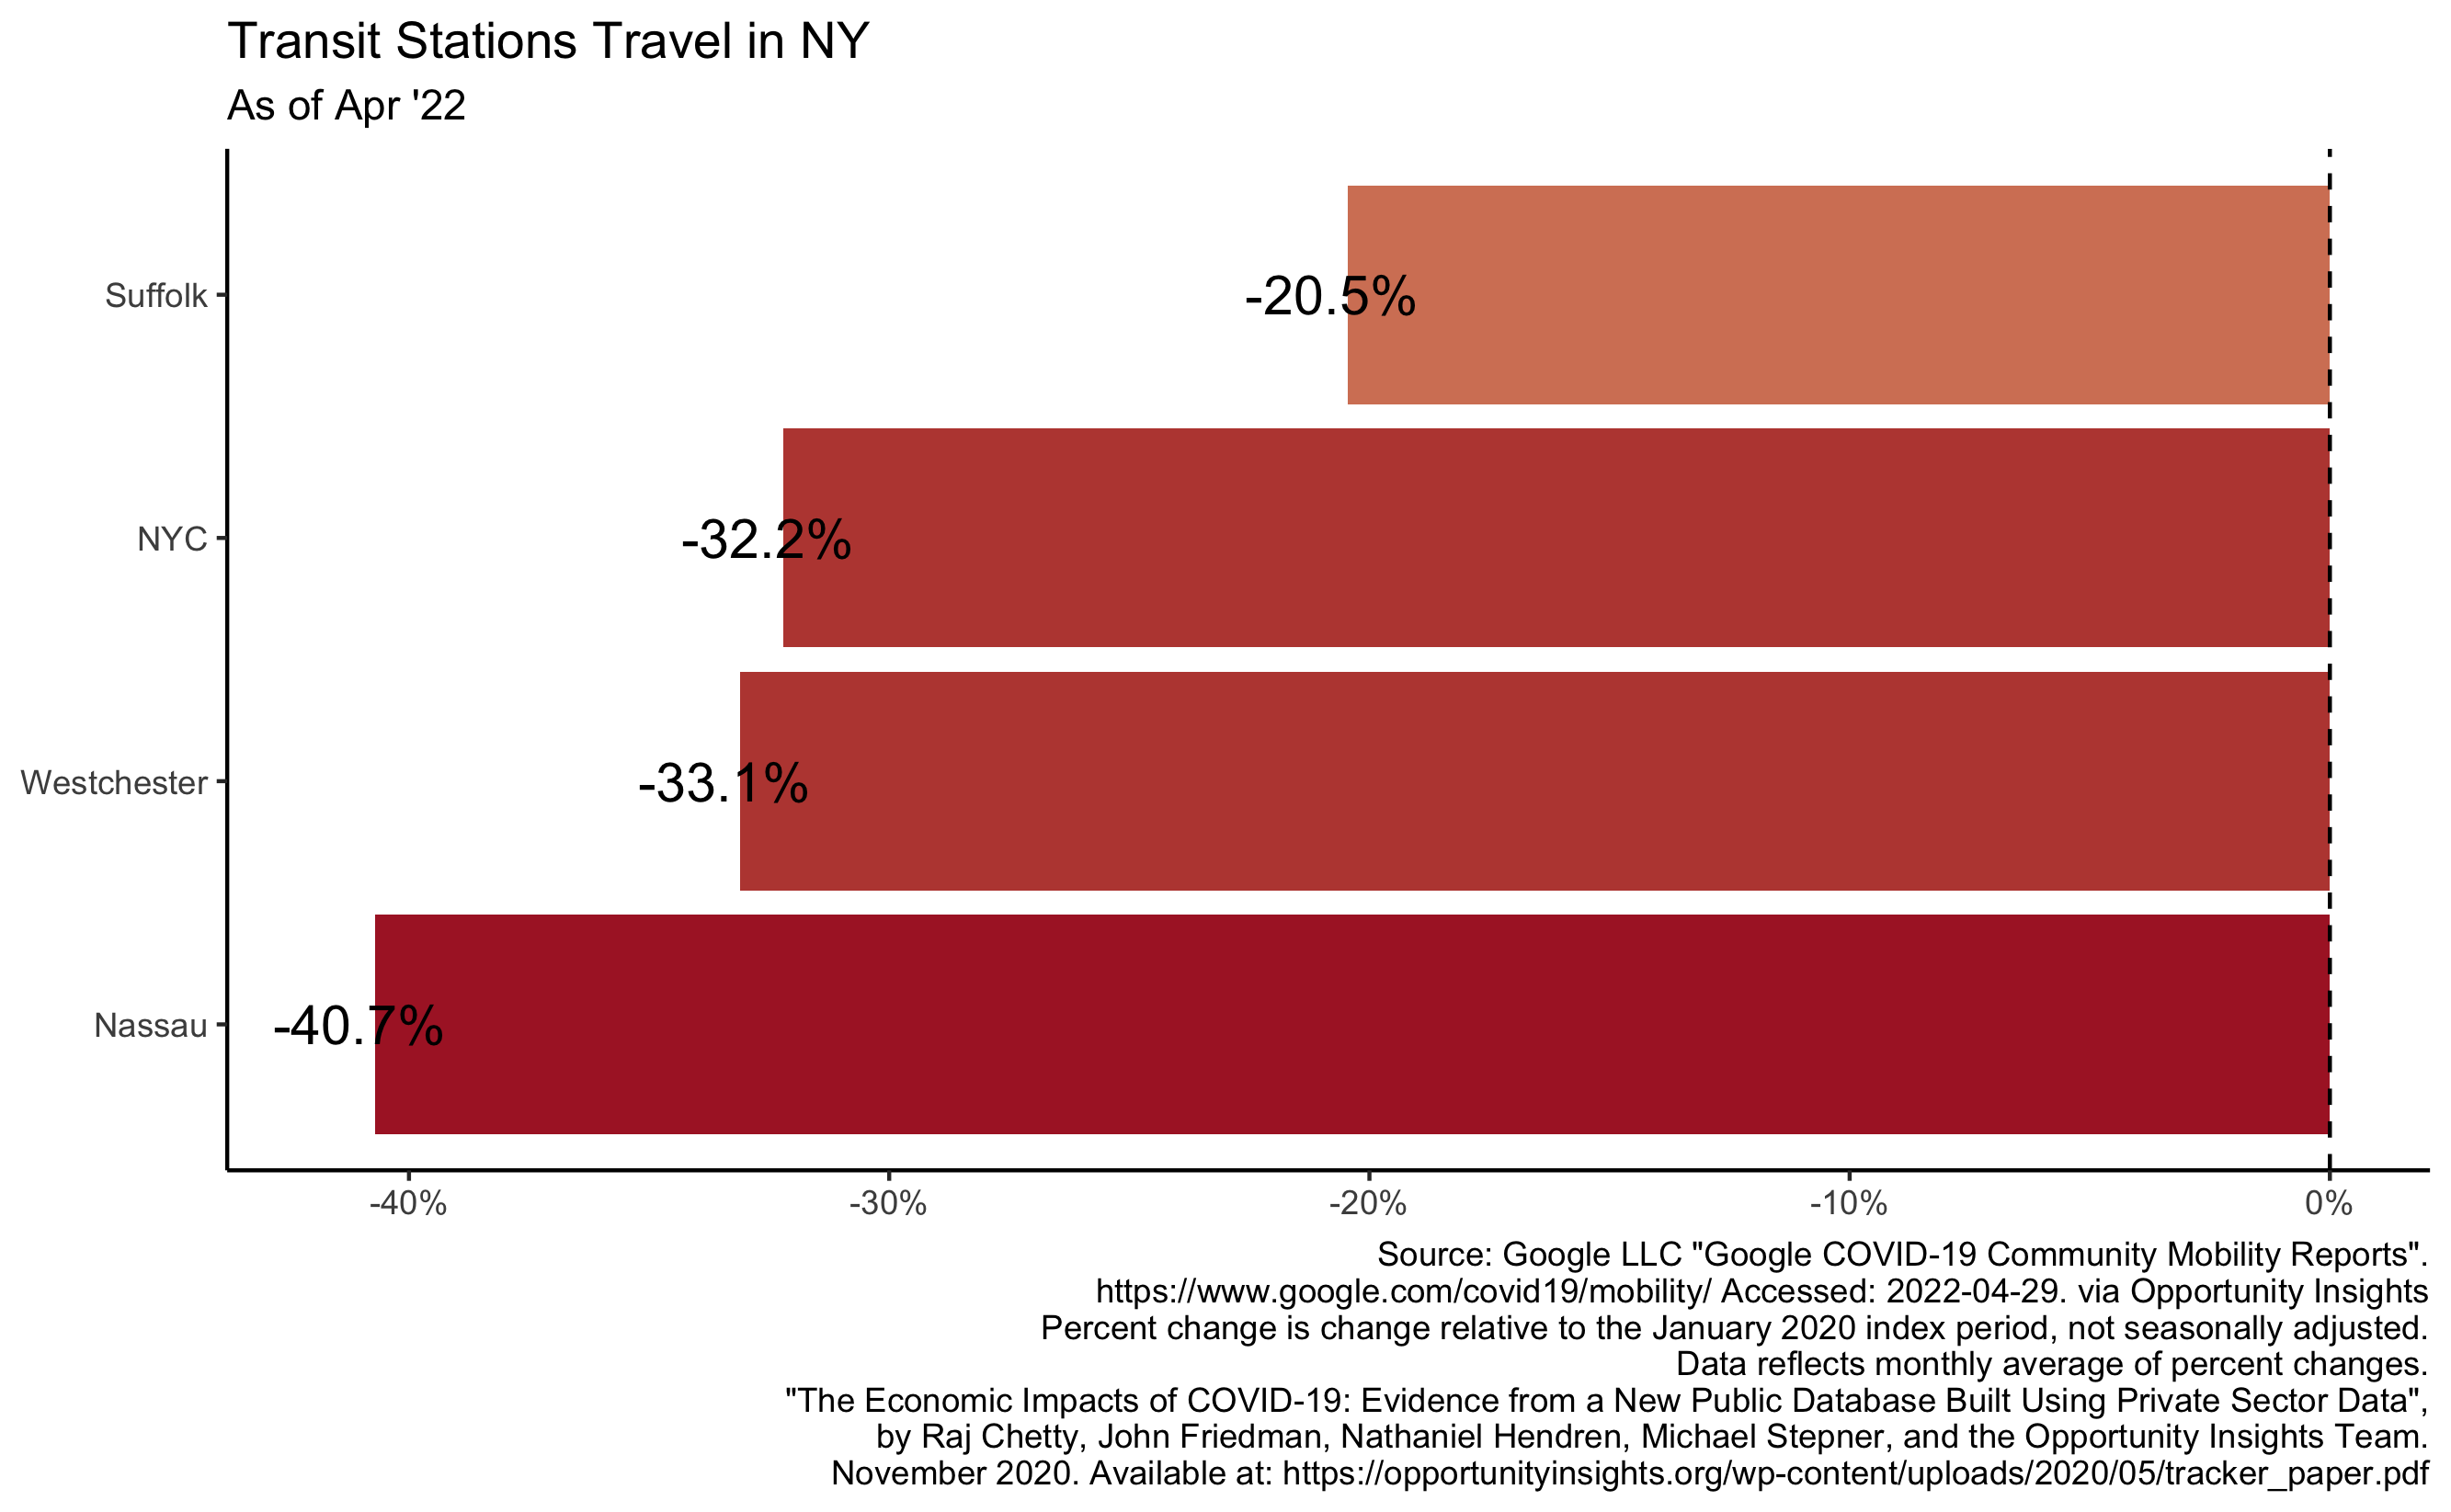 Transit Stations Travel in NY
As of Apr '22
Suffolk
-20.5%
NYC
-32.2%
Westchester
-33.1%
Nassau
-40.7%
-40%
-30%
-20%
-10%
0%
Source: Google LLC "Google COVID-19 Community Mobility Reports".
https://www.google.com/covid19/mobility/ Accessed: 2022-04-29. via Opportunity Insights
Percent change is change relative to the January 2020 index period, not seasonally adjusted.
Data reflects monthly average of percent changes.
"The Economic Impacts of COVID-19: Evidence from a New Public Database Built Using Private Sector Data",
by Raj Chetty, John Friedman, Nathaniel Hendren, Michael Stepner, and the Opportunity Insights Team.
November 2020. Available at: https://opportunityinsights.org/wp-content/uploads/2020/05/tracker_paper.pdf